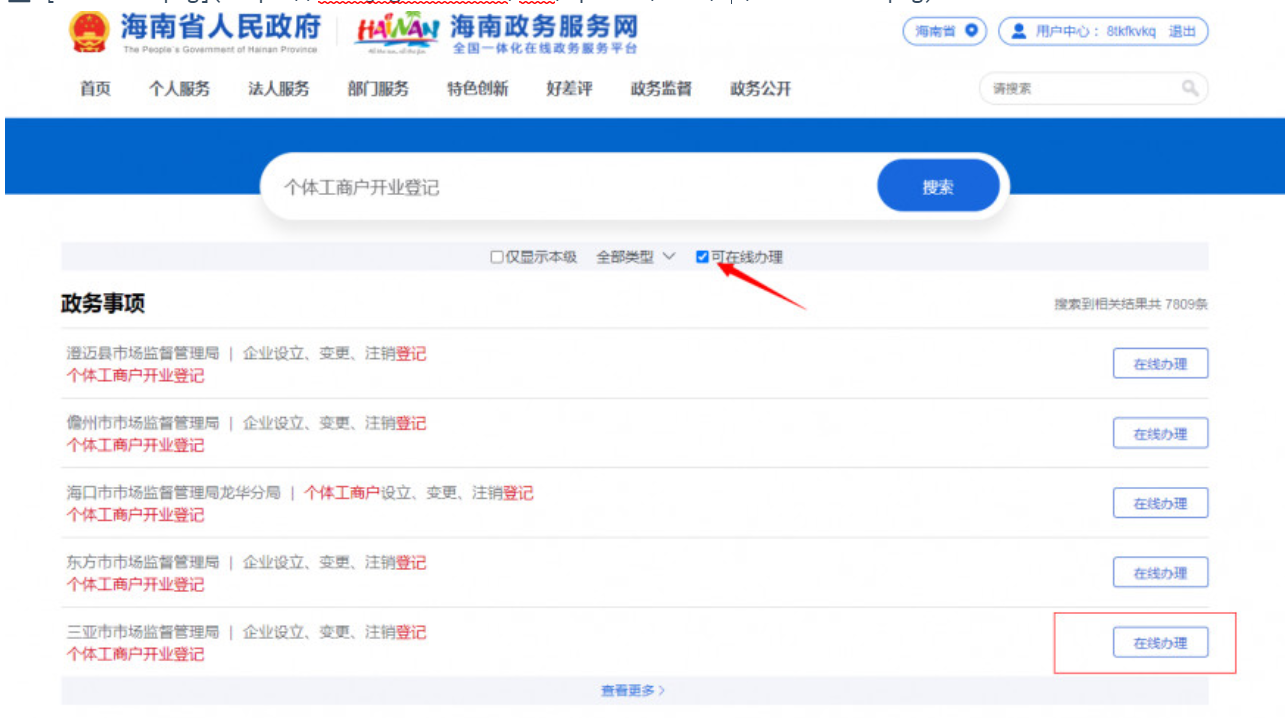 海南省人民政府
The People's Government of Hainan Province
HAINAN
海南政务服务网
全国一体化在线政务服务平台
海南省
用户中心：8tkfkvkq 退出
首页 个人服务 法人服务 部门服务 特色创新 好差评 政务监督 政务公开
请搜索
个体工商户开业登记
搜索
仅显示本级 全部类型 可在线办理
政务事项
搜索到相关结果共 7809条
澄迈县市场监督管理局 | 企业设立、变更、注销登记
个体工商户开业登记
在线办理
儋州市市场监督管理局 | 企业设立、变更、注销登记
个体工商户开业登记
在线办理
海口市市场监督管理局龙华分局 | 个体工商户设立、变更、注销登记
个体工商户开业登记
在线办理
东方市市场监督管理局 | 企业设立、变更、注销登记
个体工商户开业登记
在线办理
三亚市市场监督管理局 | 企业设立、变更、注销登记
个体工商户开业登记
在线办理
查看更多>